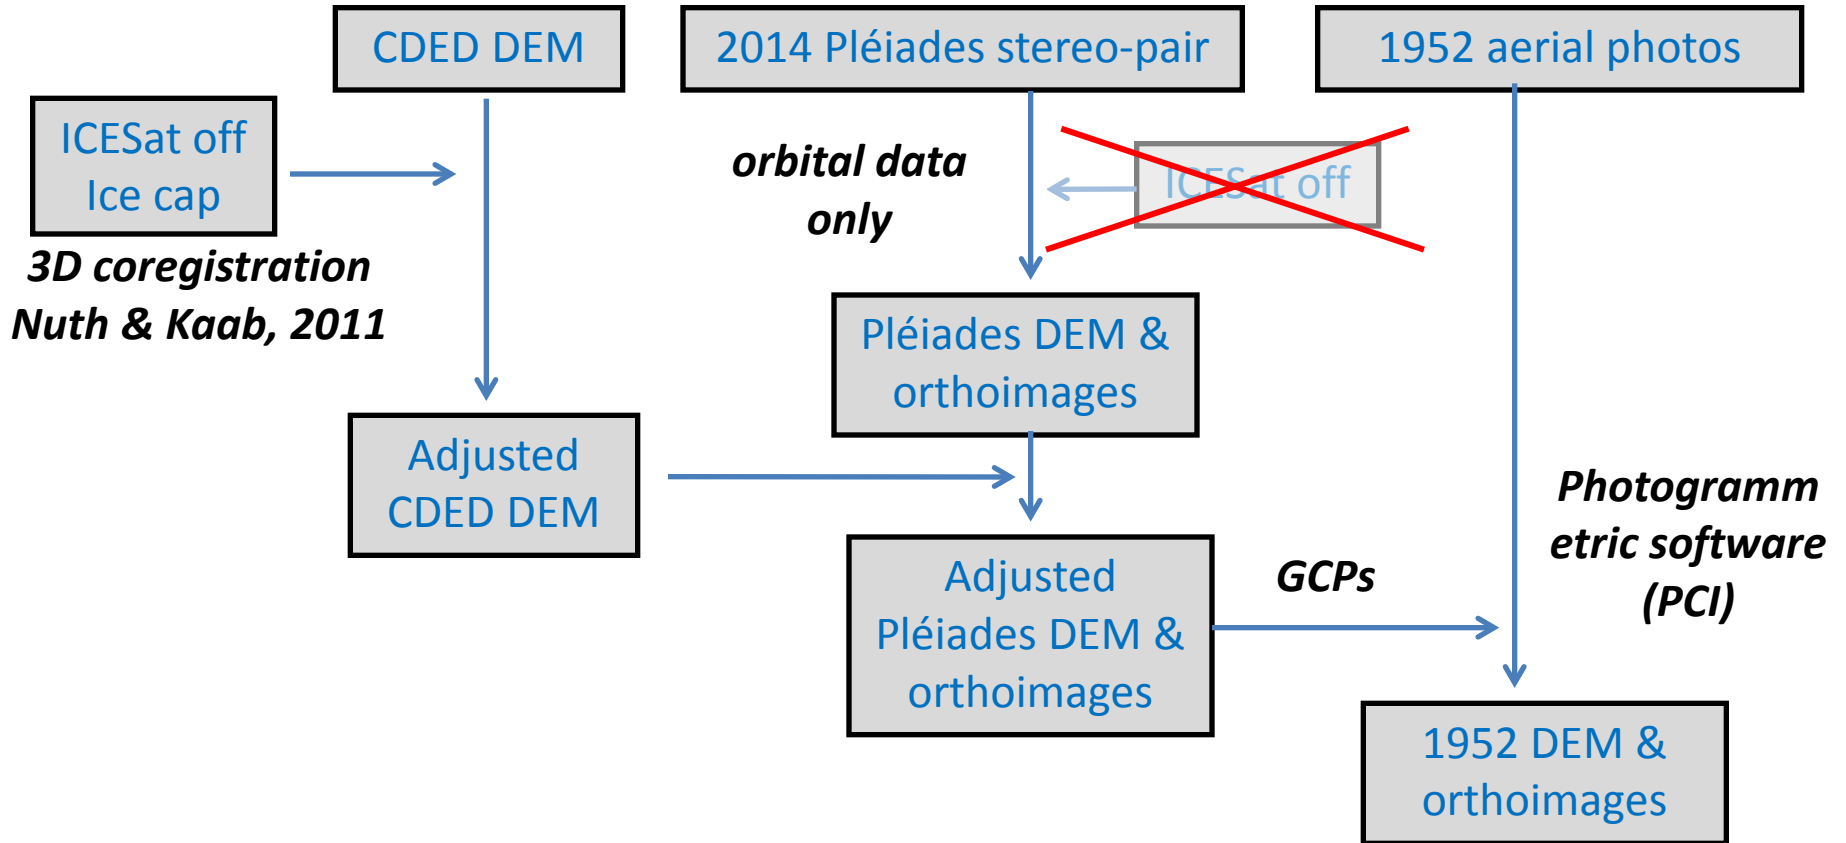 CDED DEM
2014 Pléiades stereo-pair
1952 aerial photos
ICESat off
Ice cap
3D coregistration
Nuth & Kaab, 2011
orbital data
only
ICESat off
Pléiades DEM &
orthoimages
Adjusted
CDED DEM
Adjusted
Pléiades DEM &
orthoimages
GCPs
Photogramm
etric software
(PCI)
1952 DEM &
orthoimages